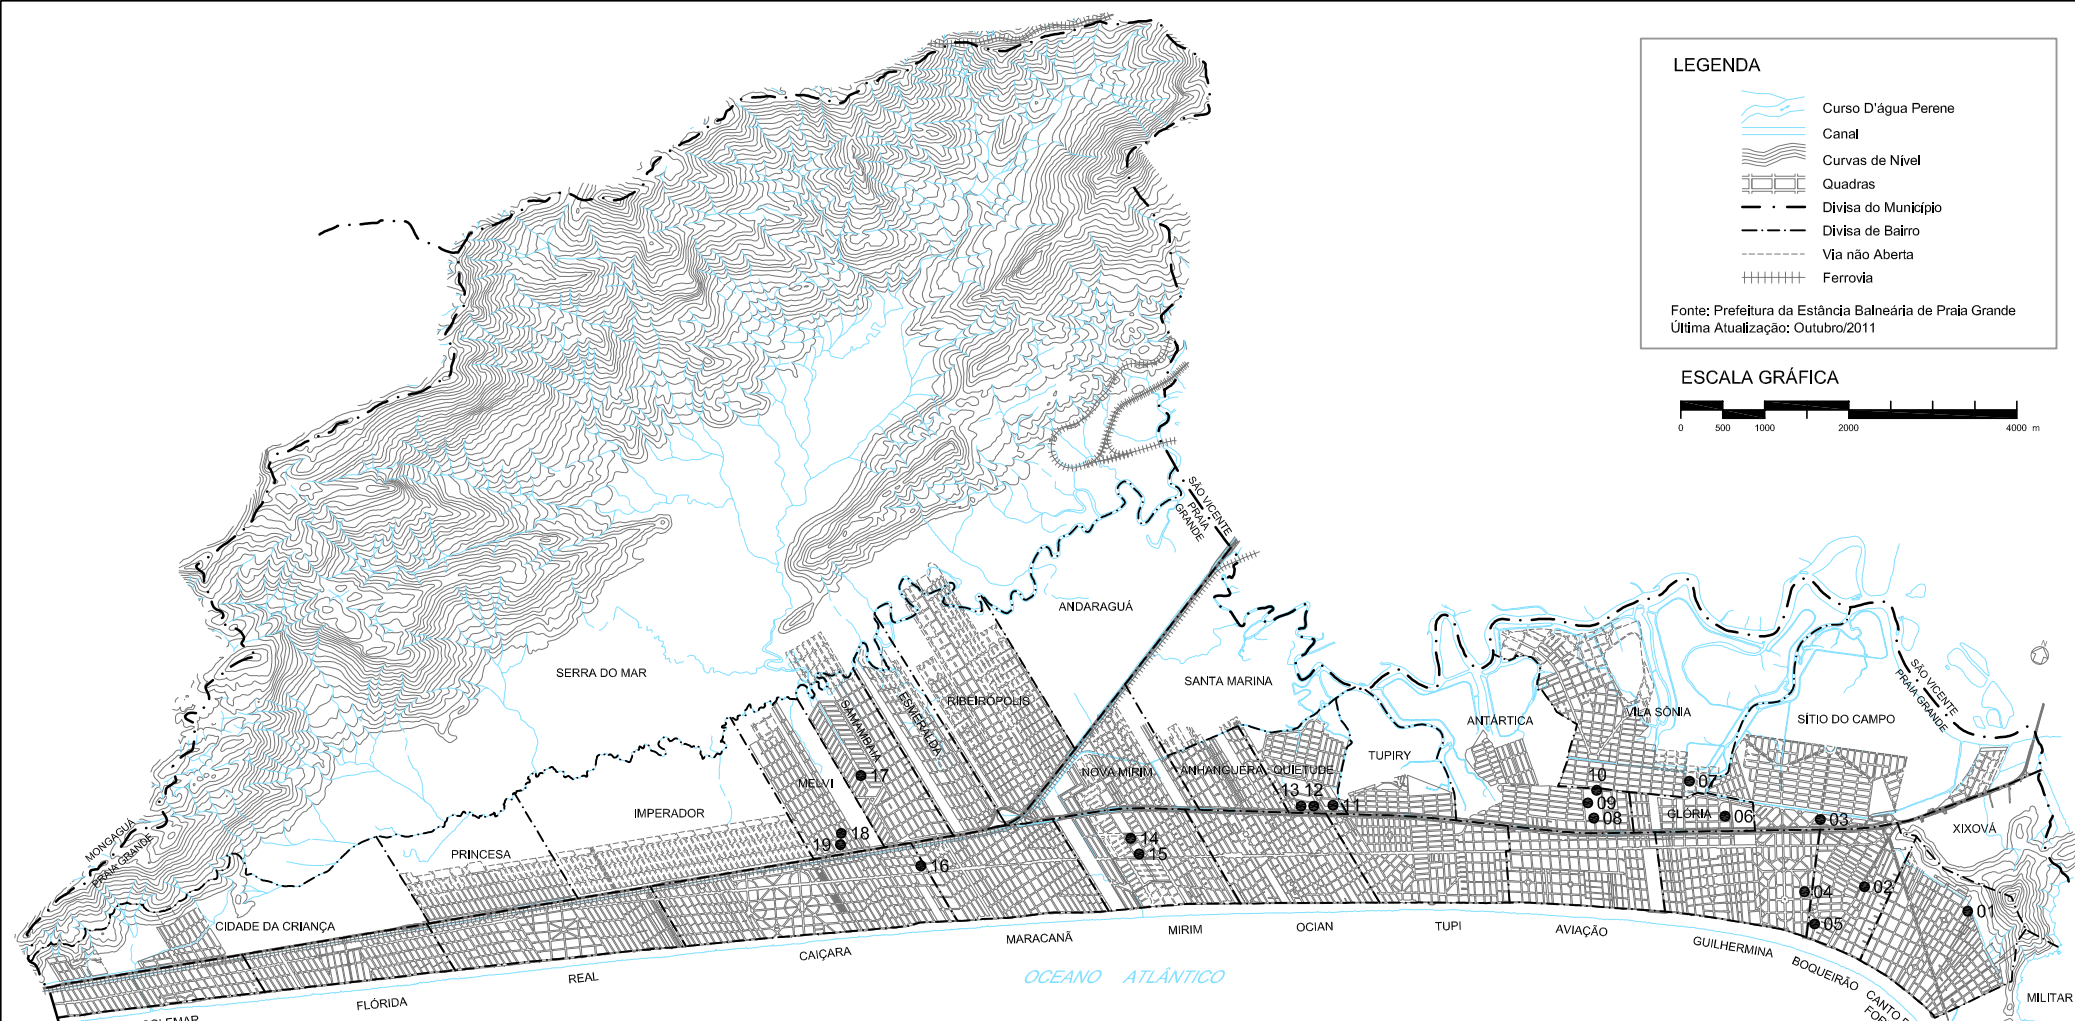 LEGENDA
Curso D'água Perene
Canal
Curvas de Nível
Quadras
Divisa do Município
Divisa de Bairro
Via não Aberta
Ferrovia
Fonte: Prefeitura da Estância Balneária de Praia Grande
Última Atualização: Outubro/2011
ESCALA GRÁFICA
0 500 1000 2000 4000 m
SÃO VICENTE
PRAIA
GRANDE
ANDARAGUÁ
SERRA DO MAR
SANTA MARINA
RIBEIRÓPOLIS
ESMERALDA
SAMAMBAIA
ANTÁRTICA
VILA SÔNIA
SÍTIO DO CAMPO
SÃO VICENTE
PRAIA GRANDE
N
TUPIRY
NOVA MIRIM
ANHANGUERA
QUIETUDE
MELVI
17
10
07
13 12
11
09
08
GLÓRIA
06
03
XIXOVÁ
IMPERADOR
18
19
14
15
16
MONGAGUÁ
PRAIA GRANDE
PRINCESA
04
02
01
05
CIDADE DA CRIANÇA
MARACANÃ
MIRIM
OCIAN
TUPI
AVIAÇÃO
GUILHERMINA
BOQUEIRÃO
CAIÇARA
REAL
FLÓRIDA
OCEANO ATLÂNTICO
CANTO
MILITAR